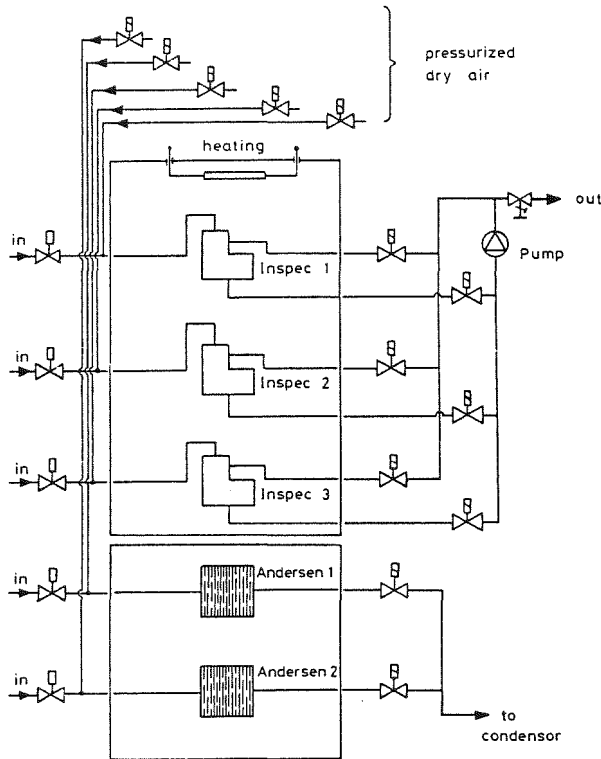 pressurized
dry air
heating
in
out
Inspec 1
Pump
in
Inspec 2
in
Inspec 3
in
Andersen 1
in
Andersen 2
to
condensor